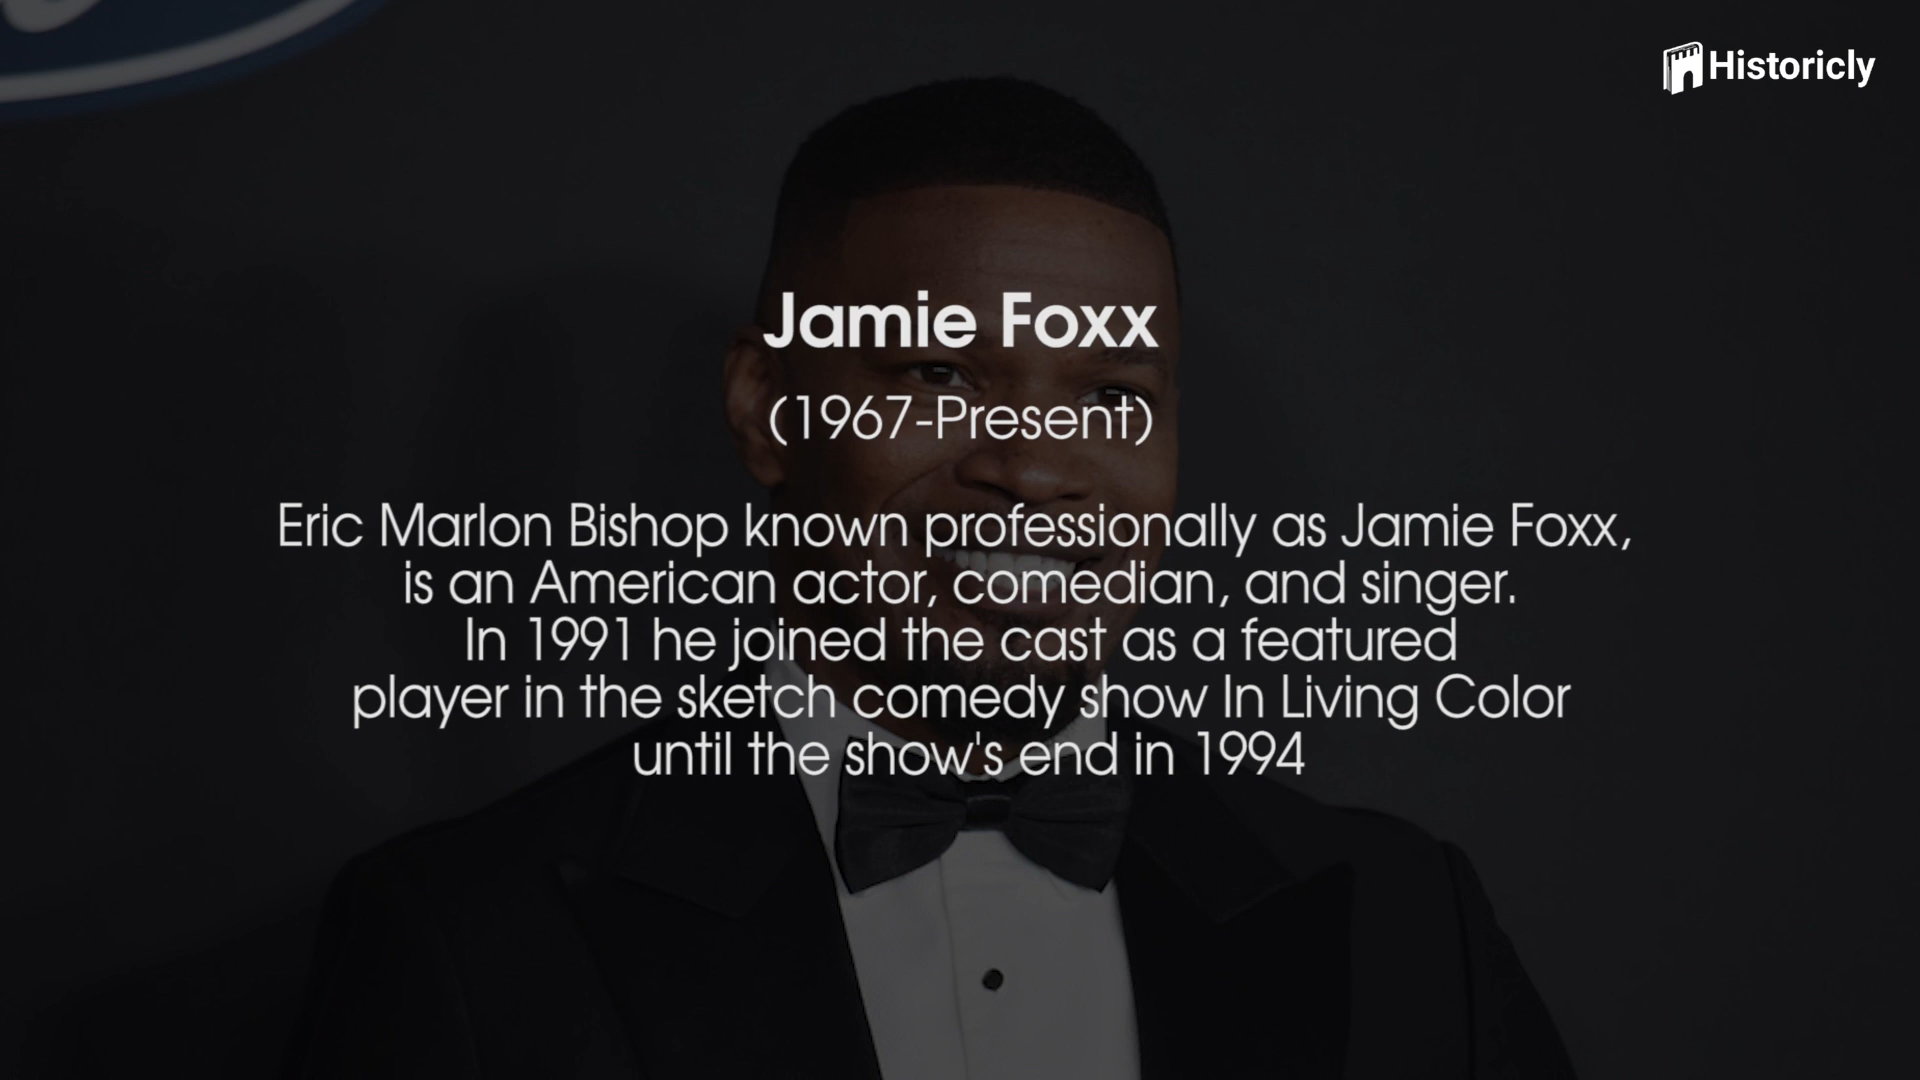 Historicly
Jamie Foxx
(1967-Present)
Eric Marlon Bishop known professionally as Jamie Foxx,
is an American actor, comedian, and singer.
In 1991 he joined the cast as a featured
player in the sketch comedy show In Living Color
until the show's end in 1994